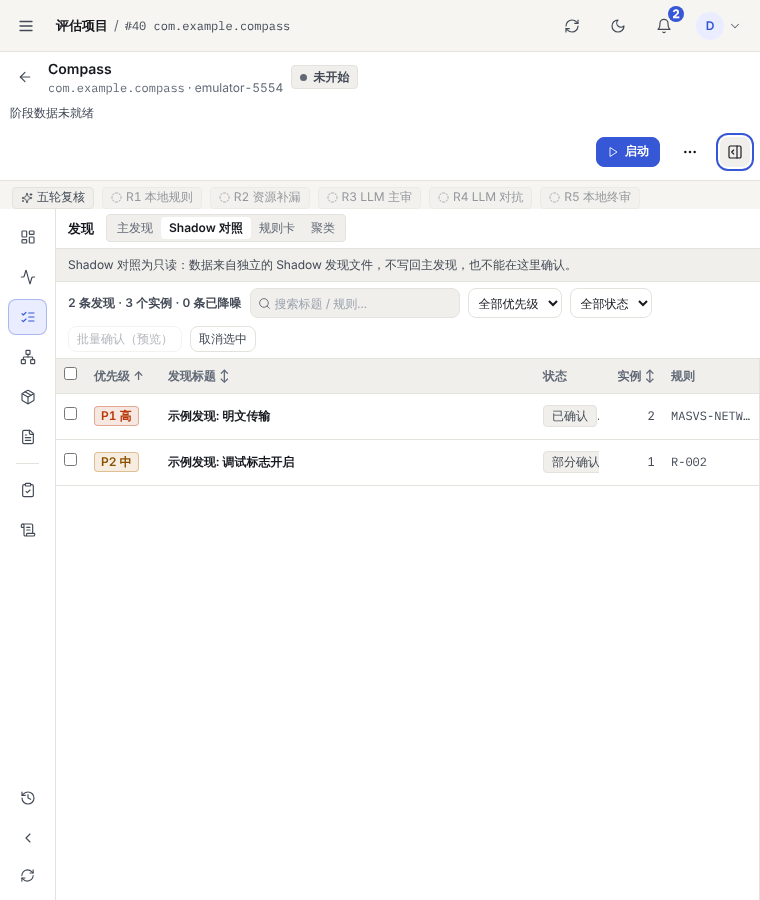 评估项目 / #40 com.example.compass
2
D
Compass
com.example.compass · emulator-5554
未开始
阶段数据未就绪
启动
五轮复核 R1 本地规则 R2 资源补漏 R3 LLM 主审 R4 LLM 对抗 R5 本地终审
发现 主发现 Shadow 对照 规则卡 聚类
Shadow 对照为只读：数据来自独立的 Shadow 发现文件，不写回主发现，也不能在这里确认。
2 条发现 · 3 个实例 · 0 条已降噪 搜索标题 / 规则... 全部优先级 全部状态
批量确认（预览） 取消选中
优先级 ↑ 发现标题 状态 实例 规则
P1 高 示例发现: 明文传输 已确认 2 MASVS-NETW…
P2 中 示例发现: 调试标志开启 部分确认 1 R-002